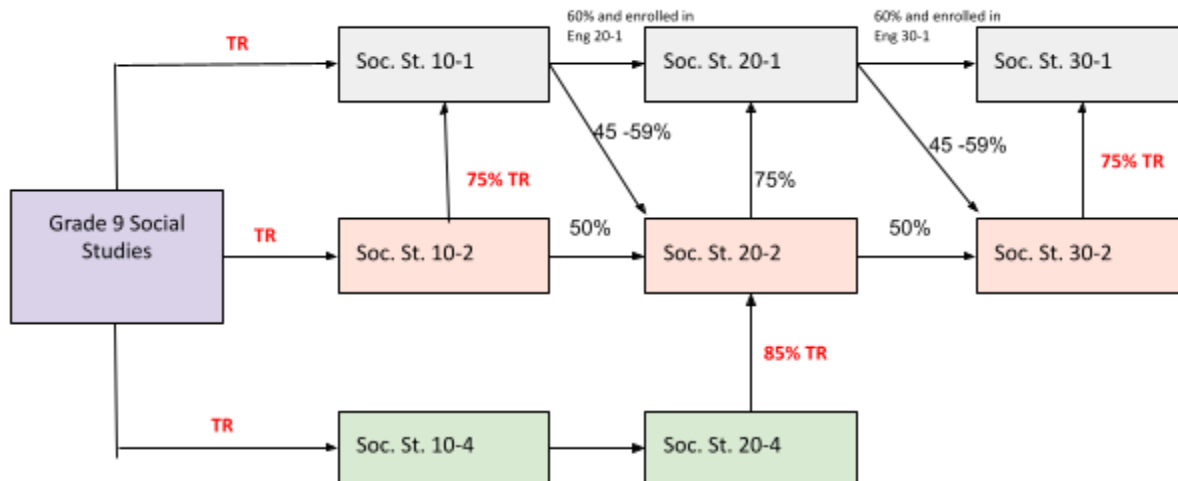 60% and enrolled in
Eng 20-1
60% and enrolled in
Eng 30-1
TR
Soc. St. 10-1
Soc. St. 20-1
Soc. St. 30-1
45 -59%
45 -59%
75% TR
75%
75% TR
Grade 9 Social
Studies
TR
Soc. St. 10-2
50%
Soc. St. 20-2
50%
Soc. St. 30-2
85% TR
TR
Soc. St. 10-4
Soc. St. 20-4